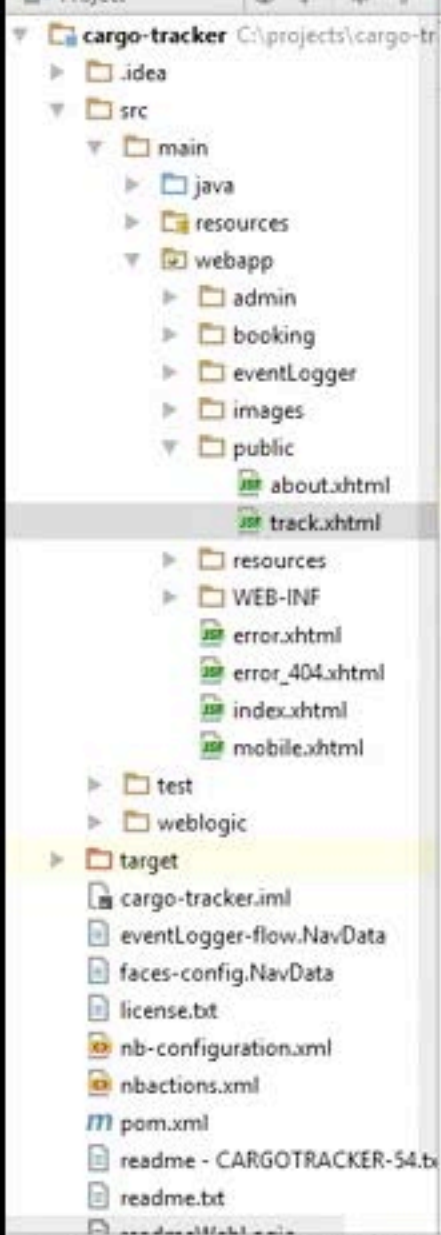 cargo-tracker C:\projects\cargo-tr
.idea
src
main
java
resources
webapp
admin
booking
eventLogger
images
public
about.xhtml
track.xhtml
resources
WEB-INF
error.xhtml
error_404.xhtml
index.xhtml
mobile.xhtml
test
weblogic
target
cargo-tracker.iml
eventLogger-flow.NavData
faces-config.NavData
license.txt
nb-configuration.xml
nbactions.xml
pom.xml
readme - CARGOTRACKER-54.tx
readme.txt